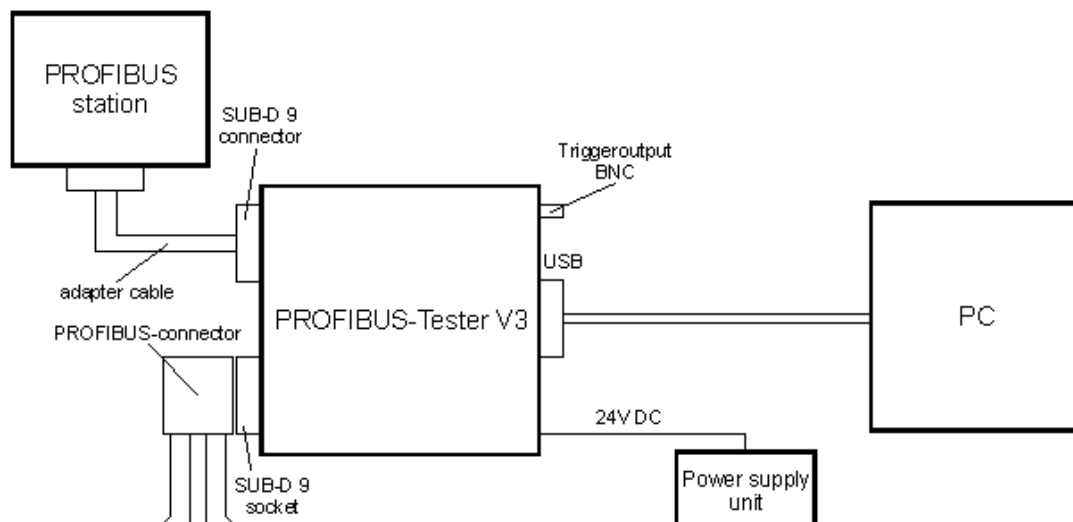 PROFIBUS
station
SUB-D 9
connector
Triggeroutput
BNC
USB
adapter cable
PROFIBUS-Tester V3
PC
PROFIBUS-connector
24V DC
SUB-D 9
socket
Power supply
unit